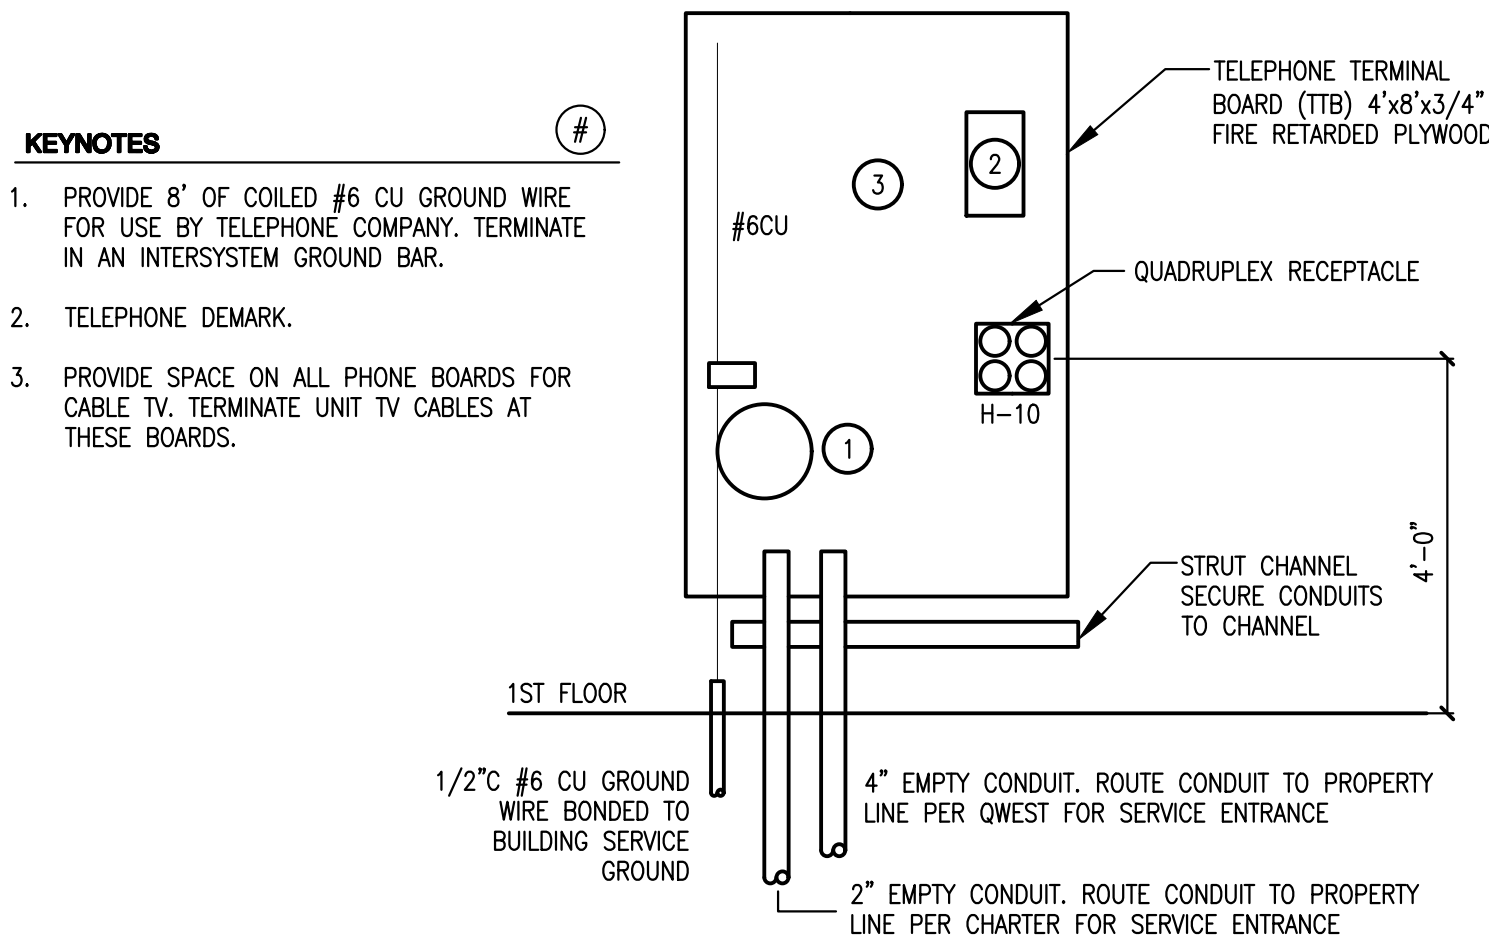 KEYNOTES
#
1. PROVIDE 8' OF COILED #6 CU GROUND WIRE
FOR USE BY TELEPHONE COMPANY. TERMINATE
IN AN INTERSYSTEM GROUND BAR.
2. TELEPHONE DEMARK.
3. PROVIDE SPACE ON ALL PHONE BOARDS FOR
CABLE TV. TERMINATE UNIT TV CABLES AT
THESE BOARDS.
TELEPHONE TERMINAL
BOARD (TTB) 4'x8'x3/4"
FIRE RETARDED PLYWOOD
2
3
#6CU
QUADRUPLEX RECEPTACLE
H-10
1
4'-0"
STRUT CHANNEL
SECURE CONDUITS
TO CHANNEL
1ST FLOOR
1/2"C #6 CU GROUND
WIRE BONDED TO
BUILDING SERVICE
GROUND
4" EMPTY CONDUIT. ROUTE CONDUIT TO PROPERTY
LINE PER QWEST FOR SERVICE ENTRANCE
2" EMPTY CONDUIT. ROUTE CONDUIT TO PROPERTY
LINE PER CHARTER FOR SERVICE ENTRANCE